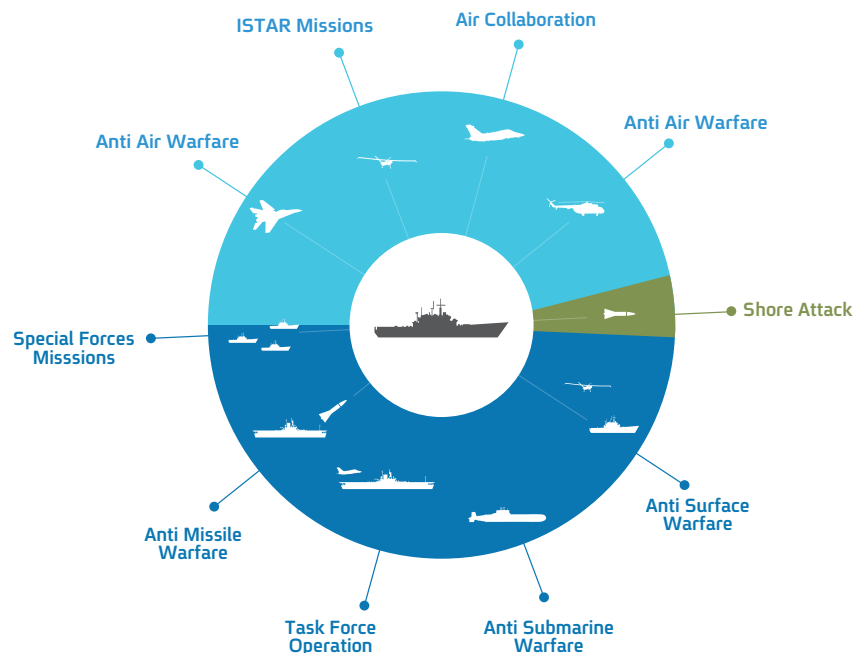 ISTAR Missions
Air Collaboration
Anti Air Warfare
Anti Air Warfare
Shore Attack
Special Forces
Misssions
Anti Surface
Warfare
Anti Missile
Warfare
Task Force
Operation
Anti Submarine
Warfare